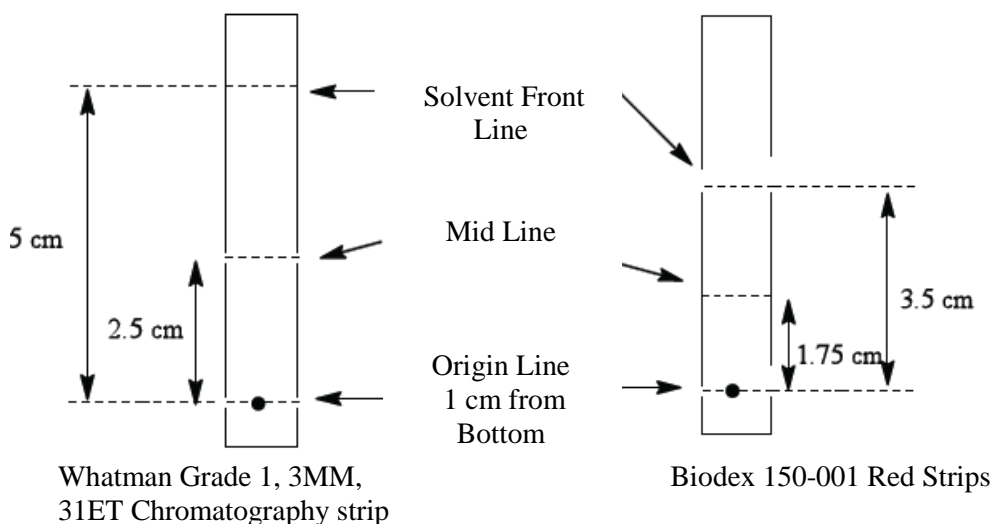 Solvent Front
Line
5 cm
Mid Line
2.5 cm
3.5 cm
1.75 cm
Origin Line
1 cm from
Bottom
Whatman Grade 1, 3MM,
31ET Chromatography strip
Biodex 150-001 Red Strips